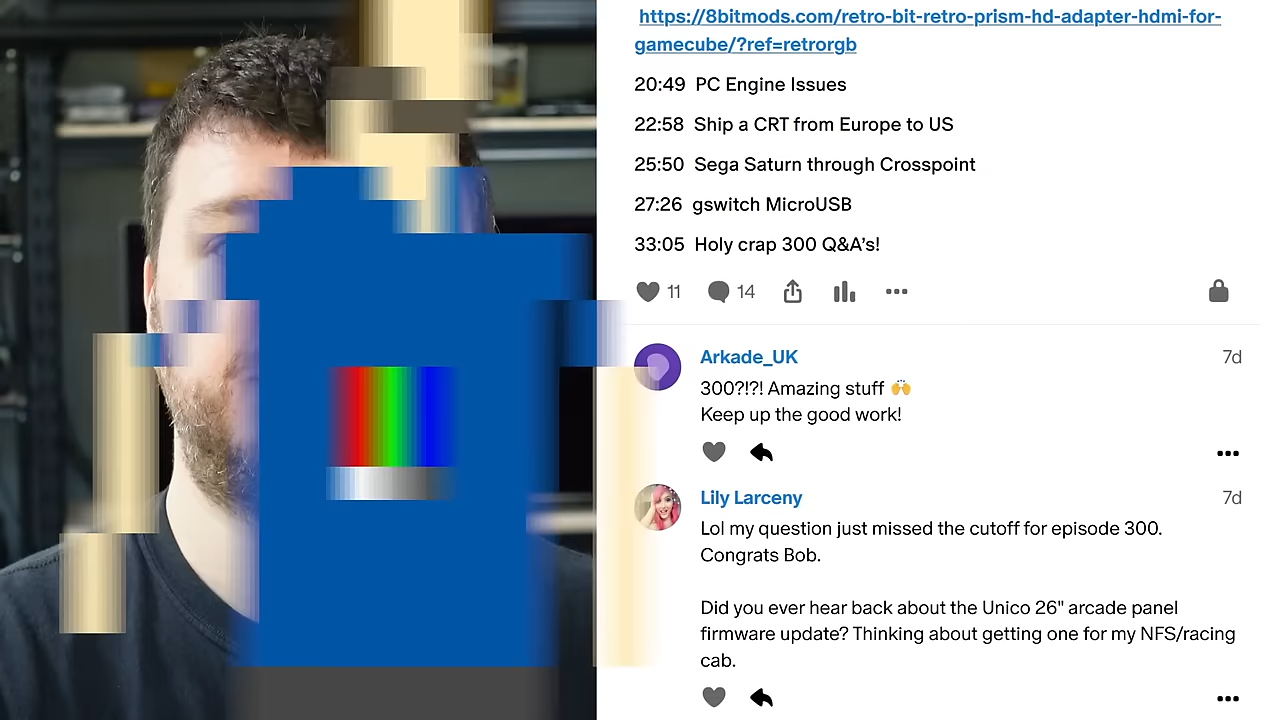 https://8bitmods.com/retro-bit-retro-prism-hd-adapter-hdmi-for-
gamecube/?ref=retrorgb
20:49 PC Engine Issues
22:58 Ship a CRT from Europe to US
25:50 Sega Saturn through Crosspoint
27:26 gswitch MicroUSB
33:05 Holy crap 300 Q&A’s!
11 14
Arkade_UK 7d
300?!?! Amazing stuff 🙌
Keep up the good work!
Lily Larceny 7d
Lol my question just missed the cutoff for episode 300.
Congrats Bob.
Did you ever hear back about the Unico 26" arcade panel
firmware update? Thinking about getting one for my NFS/racing
cab.